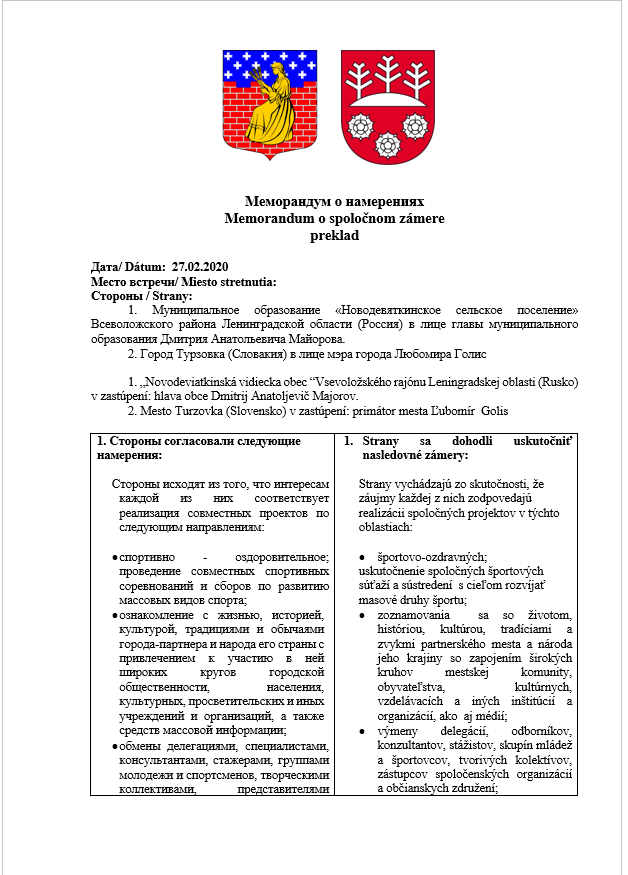 Меморандум о намерениях
Memorandum o spoločnom zámere
preklad
Дата/ Dátum: 27.02.2020
Место встречи/ Miesto stretnutia:
Стороны / Strany:
1. Муниципальное образование «Новодевяткинское сельское поселение»
Всеволожского района Ленинградской области (Россия) в лице главы муниципального
образования Дмитрия Анатольевича Майорова.
2. Город Турзовка (Словакия) в лице мэра города Любомира Голис
1. „Novodeviatkinská vidiecka obec “Vsevoložského rajónu Leningradskej oblasti (Rusko)
v zastúpení: hlava obce Dmitrij Anatoljevič Majorov.
2. Mesto Turzovka (Slovensko) v zastúpení: primátor mesta Ľubomír Golis
1. Стороны согласовали следующие
намерения:
Стороны исходят из того, что интересам
каждой из них соответствует
реализация совместных проектов по
следующим направлениям:
• спортивно - оздоровительное;
проведение совместных спортивных
соревнований и сборов по развитию
массовых видов спорта;
• ознакомление с жизнью, историей,
культурой, традициями и обычаями
города-партнера и народа его страны с
привлечением к участию в ней
широких кругов городской
общественности, населения,
культурных, просветительских и иных
учреждений и организаций, а также
средств массовой информации;
• обмены делегациями, специалистами,
консультантами, стажерами, группами
молодежи и спортсменов, творческими
коллективами, представителями
1. Strany sa dohodli uskutočniť
nasledovné zámery:
Strany vychádzajú zo skutočnosti, že
záujmy každej z nich zodpovedajú
realizácii spoločných projektov v týchto
oblastiach:
• športovo-ozdravných;
uskutočnenie spoločných športových
súťaží a sústredení s cieľom rozvíjať
masové druhy športu;
• zoznamovania sa so životom,
históriou, kultúrou, tradíciami a
zvykmi partnerského mesta a národa
jeho krajiny so zapojením širokých
kruhov mestskej komunity,
obyvateľstva, kultúrnych,
vzdelávacích a iných inštitúcií a
organizácií, ako aj médií;
• výmeny delegácií, odborníkov,
konzultantov, stážistov, skupín mládež
a športovcov, tvorivých kolektívov,
zástupcov spoločenských organizácií
a občianskych združení;